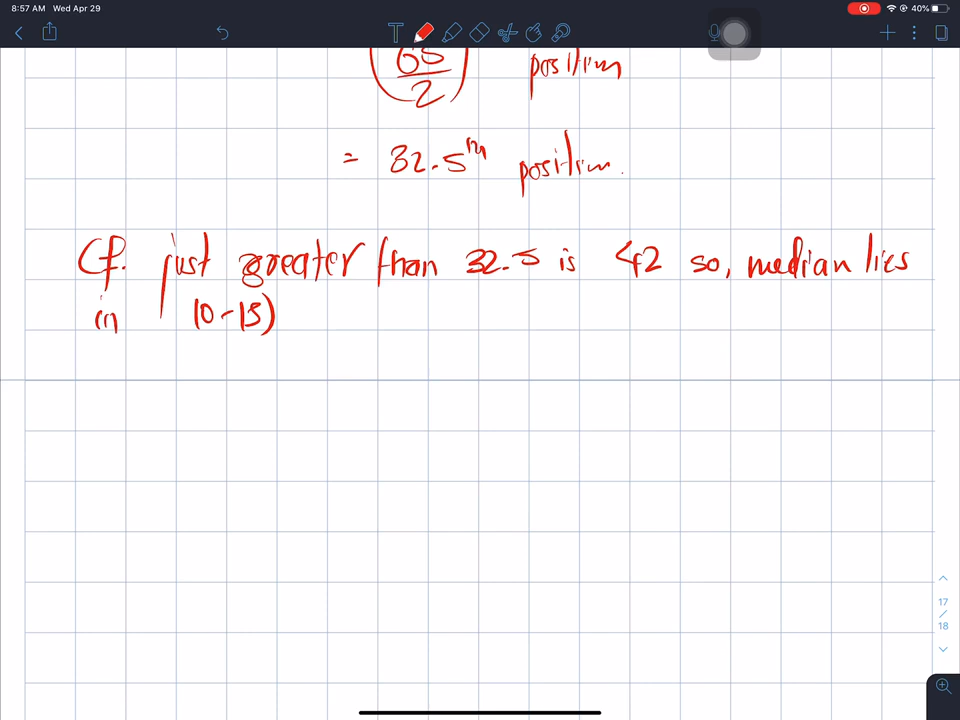 8:57 AM Wed Apr 29
40%
T
(65/2) position
= 32.5th position.
Cf. just greater than 32.5 is 42 so, median lies
in 10-15)
17
/
18